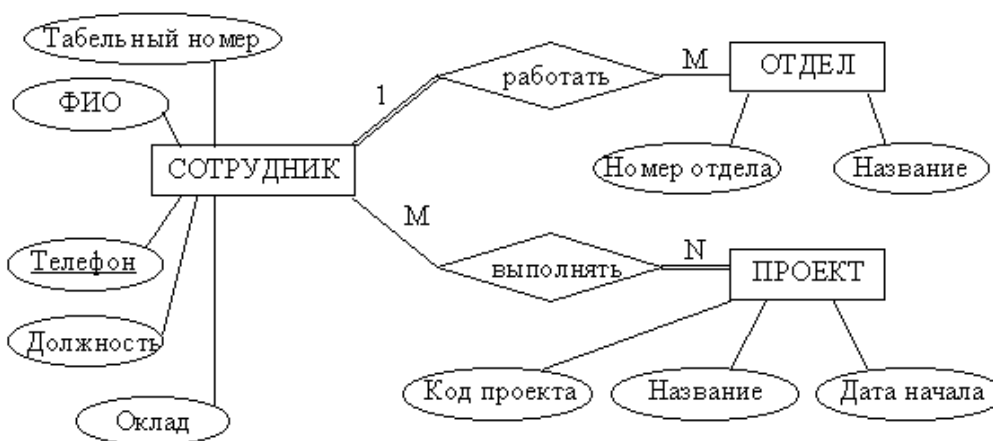 Табельный номер
ФИО
СОТРУДНИК
Телефон
Должность
Оклад
1
работать
М
ОТДЕЛ
Номер отдела
Название
М
выполнять
N
ПРОЕКТ
Код проекта
Название
Дата начала